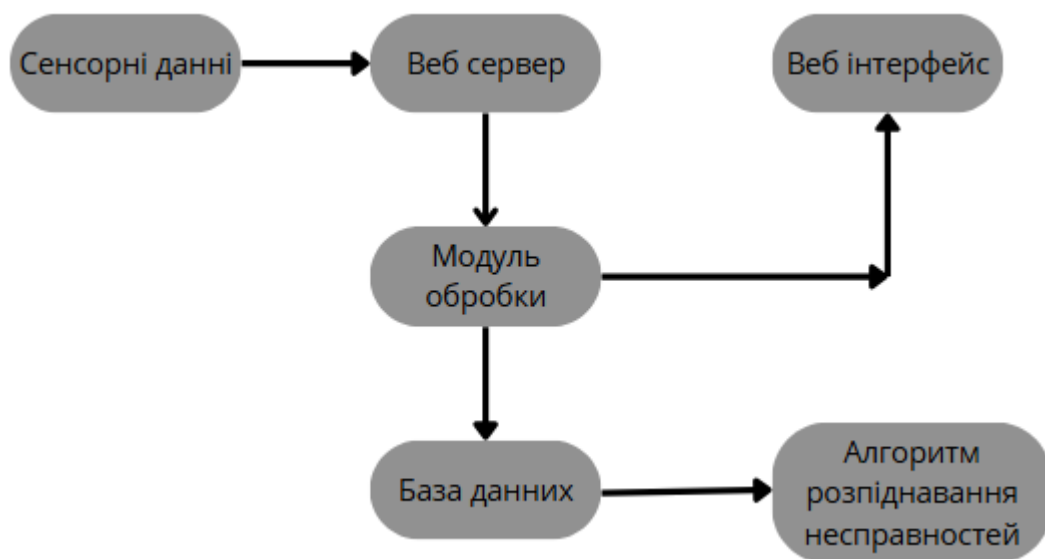 Сенсорні данні
Веб сервер
Веб інтерфейс
Модуль
обробки
База данних
Алгоритм
розпіднавання
несправностей